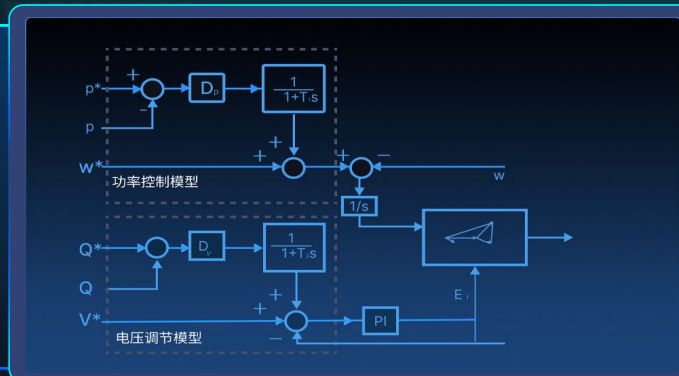 p*
+
-
Dₚ
1
1+T₁s
p
w*
+
+
+
−
w
功率控制模型
1/s
Q*
Dᵥ
1
1+T₂s
Q
E
V*
+
+
−
PI
电压调节模型